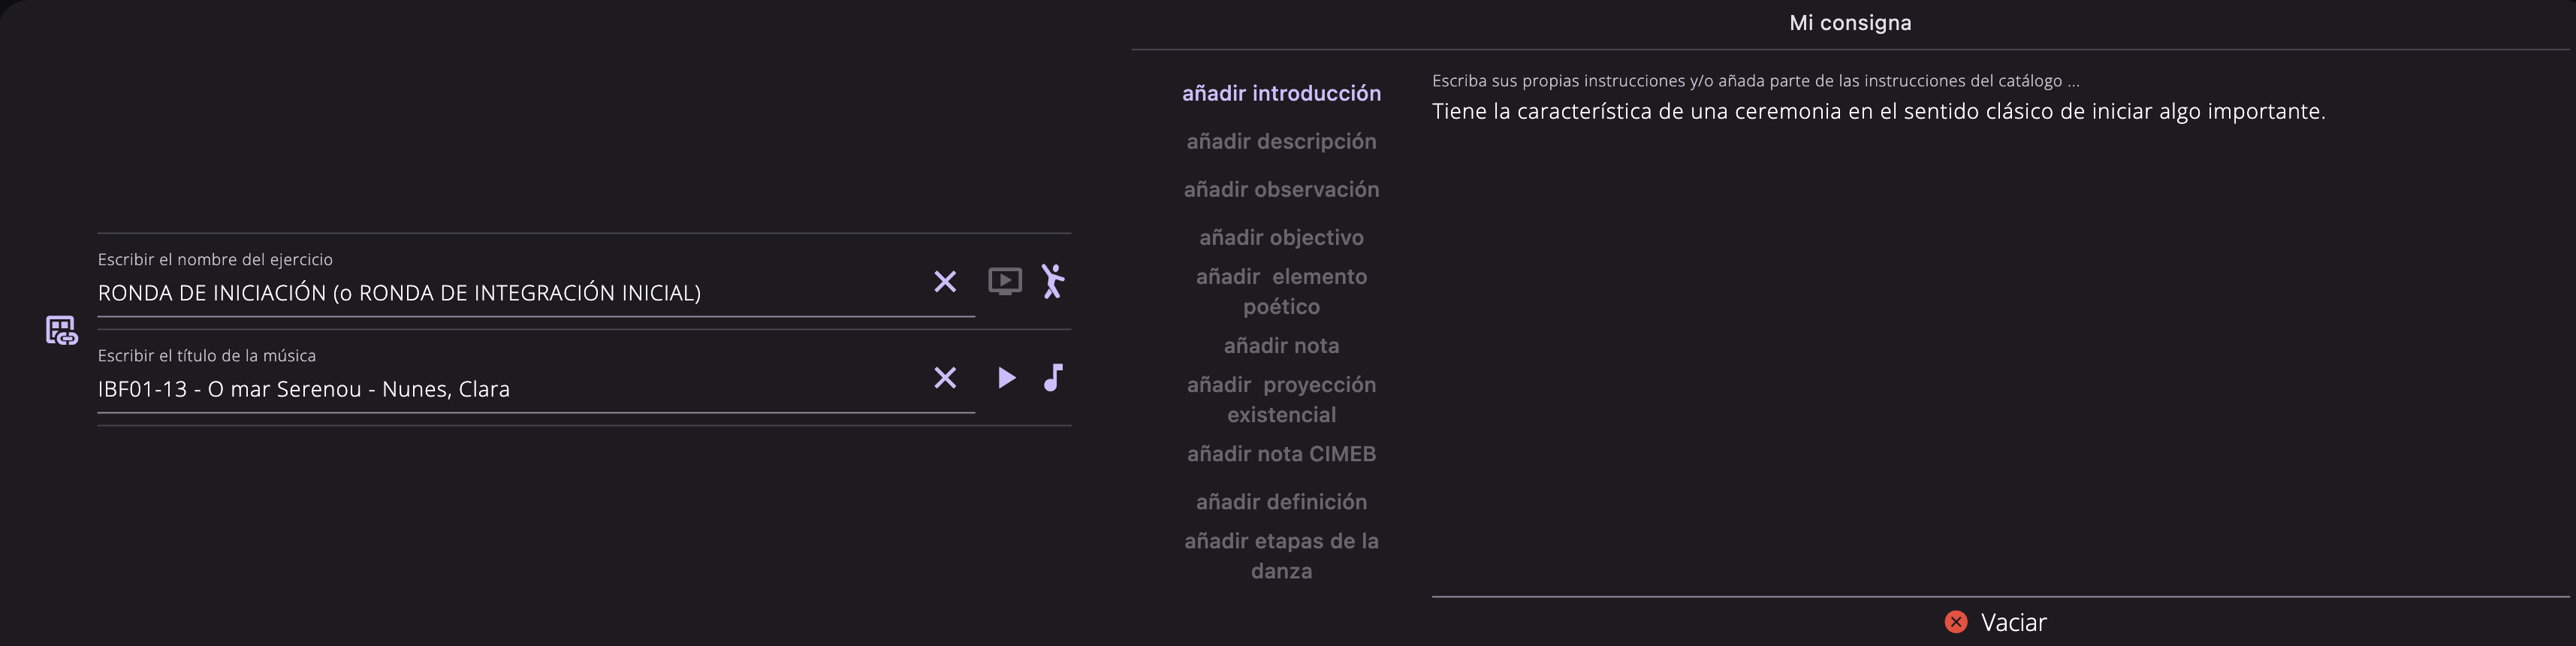 Mi consigna
Escribir el nombre del ejercicio
RONDA DE INICIACIÓN (o RONDA DE INTEGRACIÓN INICIAL)
Escribir el título de la música
IBF01-13 - O mar Serenou - Nunes, Clara
añadir introducción
añadir descripción
añadir observación
añadir objectivo
añadir  elemento
poético
añadir nota
añadir  proyección
existencial
añadir nota CIMEB
añadir definición
añadir etapas de la
danza
Escriba sus propias instrucciones y/o añada parte de las instrucciones del catálogo ...
Tiene la característica de una ceremonia en el sentido clásico de iniciar algo importante.
Vaciar